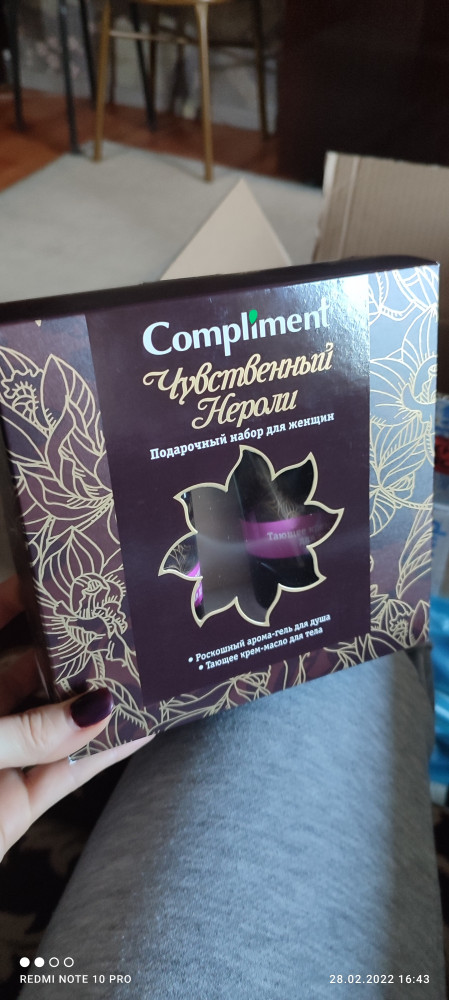 Compliment
Чувственный
Нероли
Подарочный набор для женщин
Тающее
• Роскошный арома-гель для душа
• Тающее крем-масло для тела
REDMI NOTE 10 PRO
28.02.2022 16:43